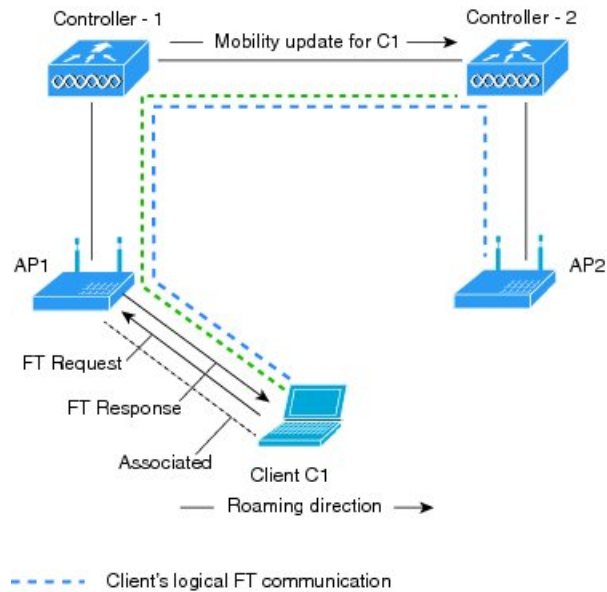 Controller - 1
Controller - 2
Mobility update for C1
AP1
AP2
FT Request
FT Response
Associated
Client C1
Roaming direction
Client's logical FT communication